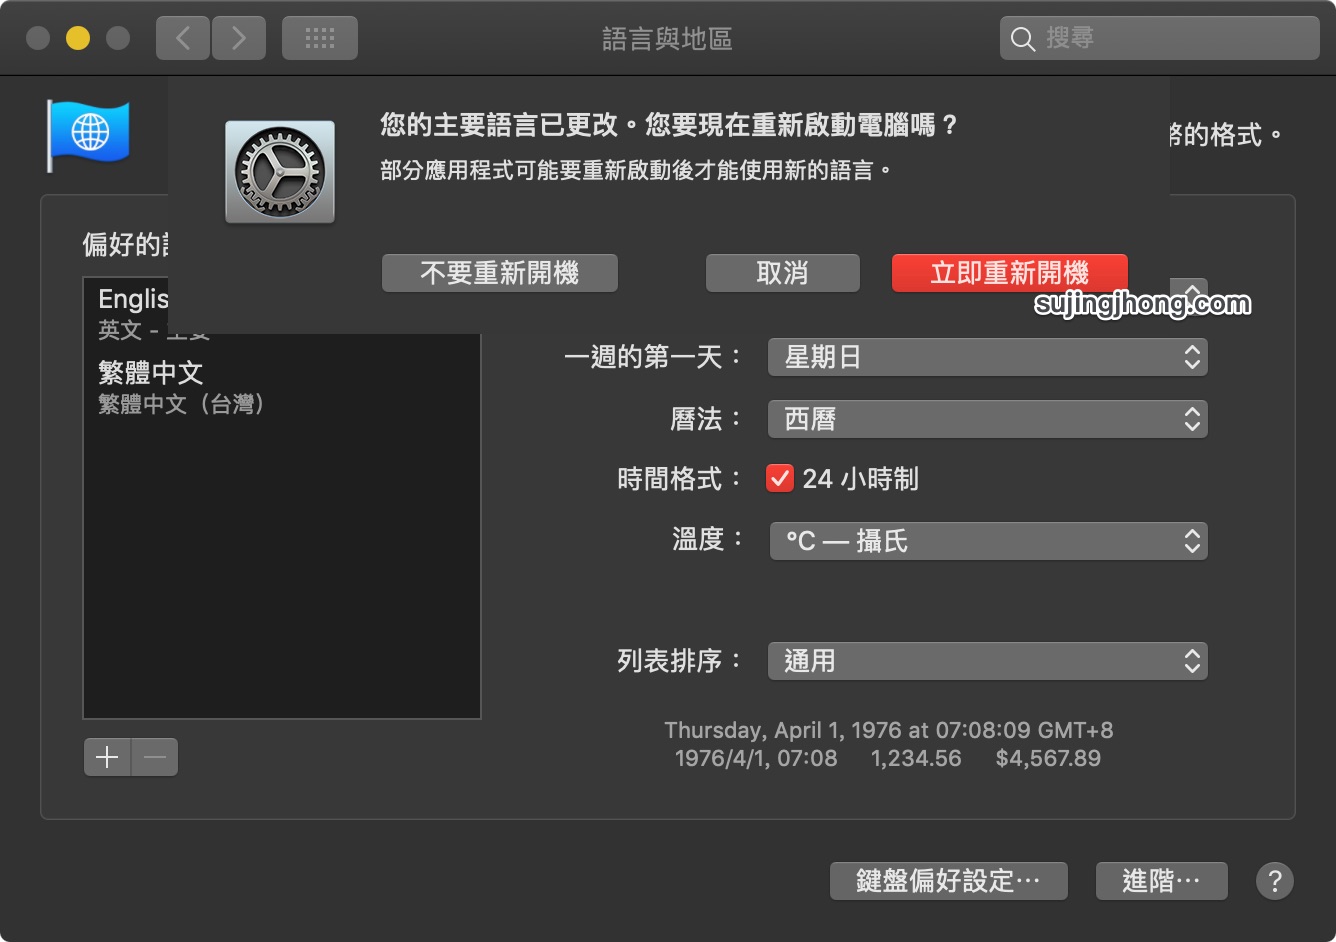 語言與地區
搜尋
您的主要語言已更改。您要現在重新啟動電腦嗎？
部分應用程式可能要重新啟動後才能使用新的語言。
幣的格式。
偏好的
不要重新開機
取消
立即重新開機
sujingjhong.com
Englis
英文 - 主要
繁體中文
繁體中文（台灣）
一週的第一天：
星期日
曆法：
西曆
時間格式：
24 小時制
溫度：
°C — 攝氏
列表排序：
通用
Thursday, April 1, 1976 at 07:08:09 GMT+8
1976/4/1, 07:08 1,234.56 $4,567.89
鍵盤偏好設定⋯
進階⋯
?